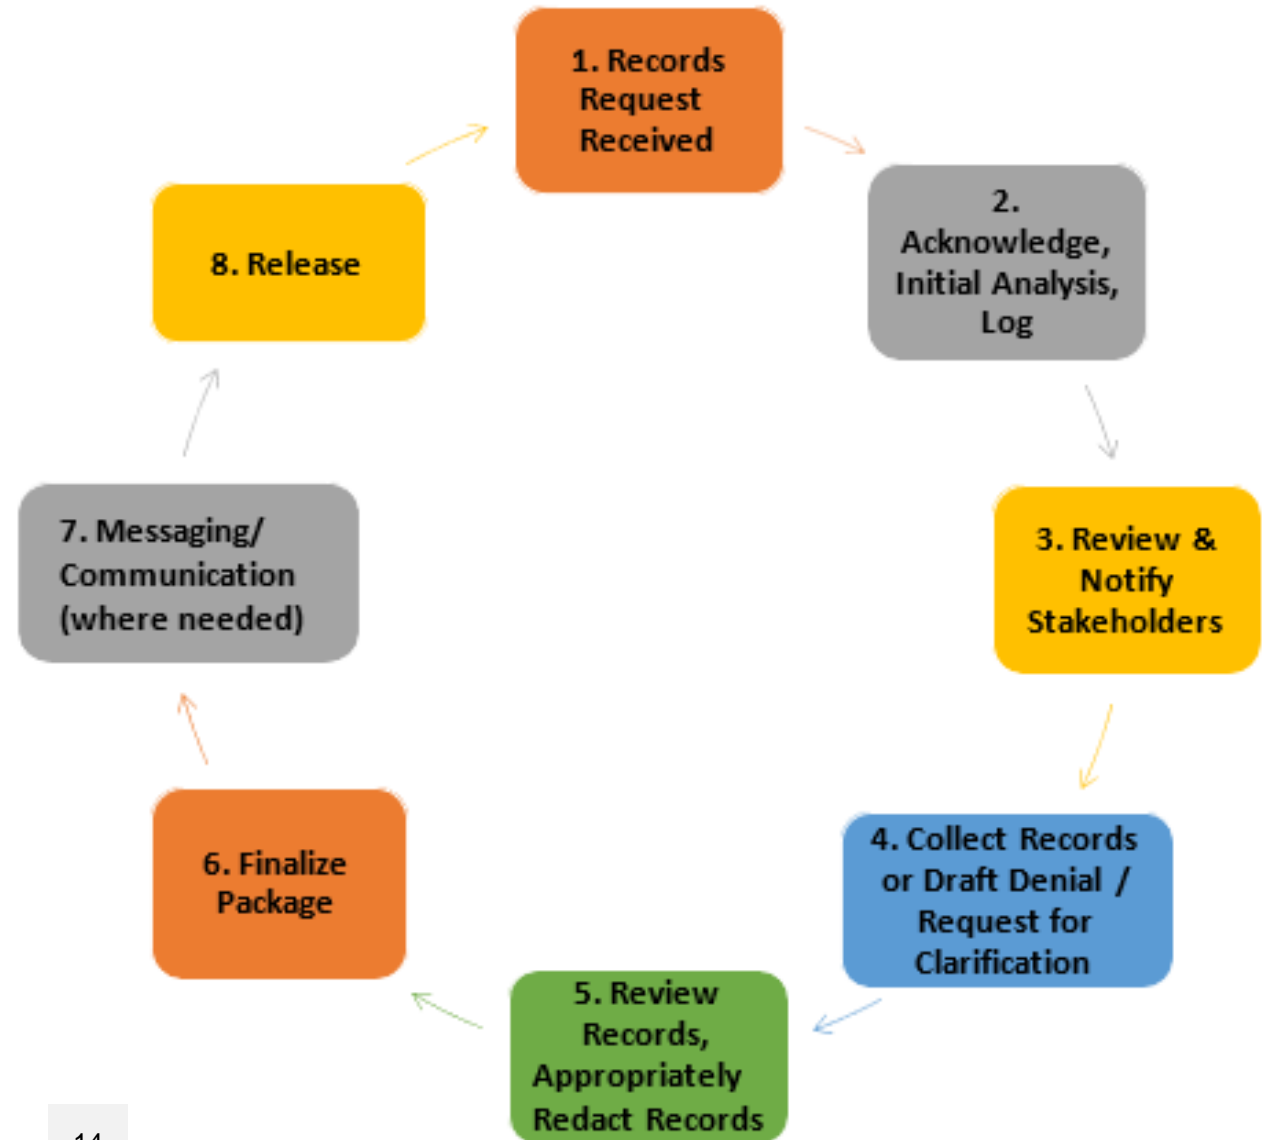 1. Records
Request
Received
2.
Acknowledge,
Initial Analysis,
Log
3. Review &
Notify
Stakeholders
4. Collect Records
or Draft Denial /
Request for
Clarification
5. Review
Records,
Appropriately
Redact Records
6. Finalize
Package
7. Messaging/
Communication
(where needed)
8. Release
14